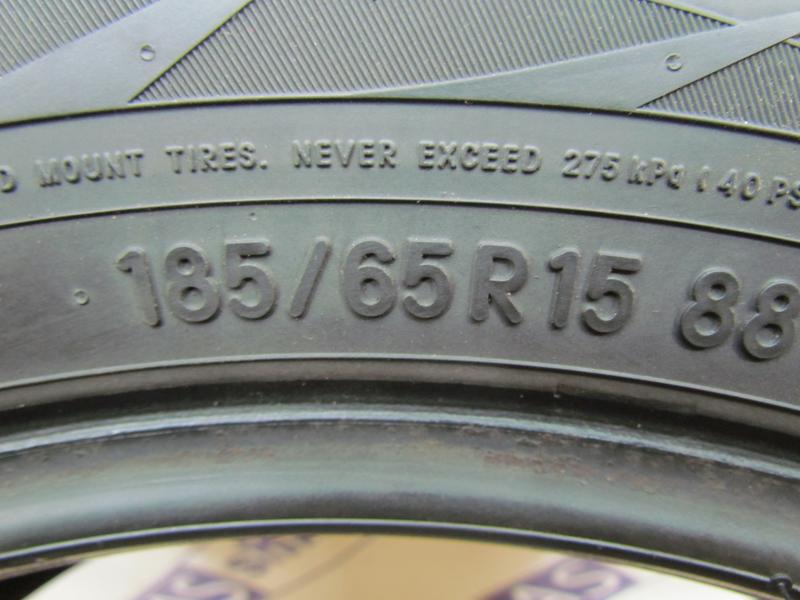 MOUNT TIRES. NEVER EXCEED 275 kPa (40 PS
185/65R15 88